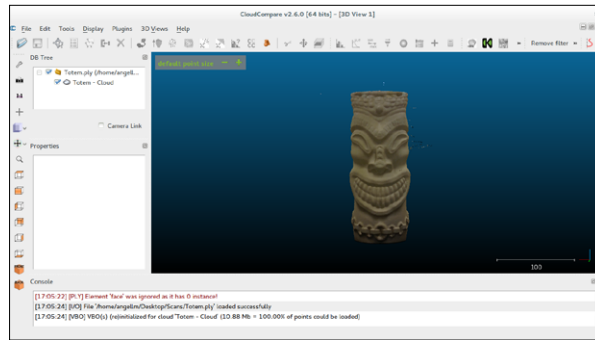 CloudCompare v2.6.0 [64 bits] - [3D View 1]
File Edit Tools Display Plugins 3D Views Help
Remove filter
DB Tree
default point size
Totem.ply (/home/angelm...
Totem - Cloud
Camera Link
Properties
100
Console
[17:05:22] [PLY] Element 'face' was ignored as it has 0 instance!
[17:05:24] [I/O] File '/home/angelm/Desktop/Scans/Totem.ply' loaded successfully
[17:05:24] [VBO] VBO(s) (re)initialized for cloud 'Totem - Cloud' (10.88 Mb = 100.00% of points could be loaded)